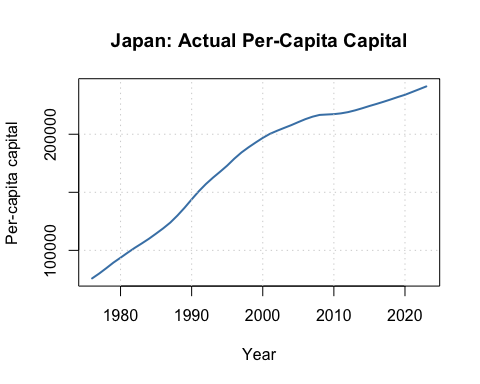 Japan: Actual Per-Capita Capital
Per-capita capital
200000
100000
1980 1990 2000 2010 2020
Year